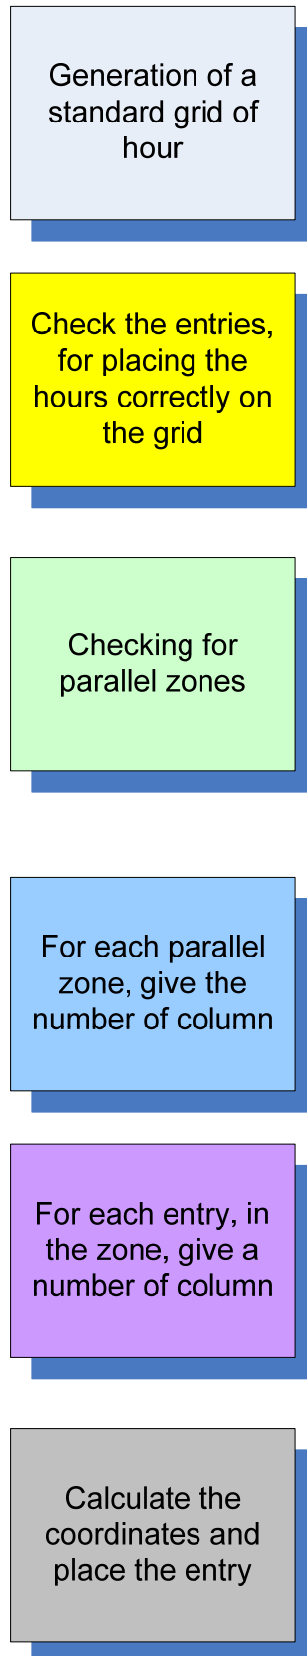 Generation of a
standard grid of
hour
Check the entries,
for placing the
hours correctly on
the grid
Checking for
parallel zones
For each parallel
zone, give the
number of column
For each entry, in
the zone, give a
number of column
Calculate the
coordinates and
place the entry